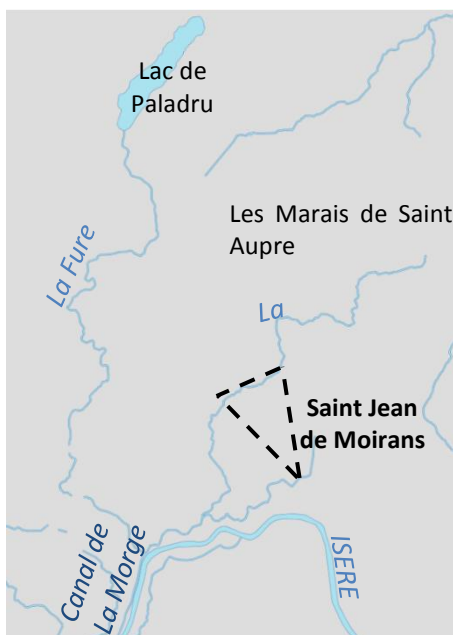 Lac de
Paladru
Les Marais de Saint
Aupre
La Fure
La
Saint Jean
de Moirans
Canal de
La Morge
ISERE